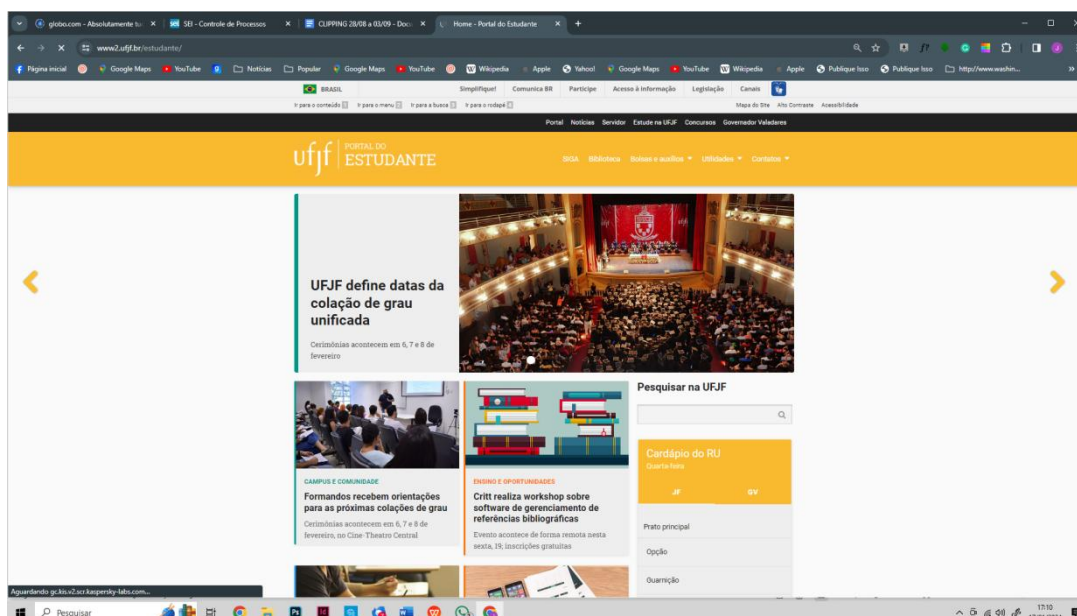 globo.com - Absolutamente tu
SEI - Controle de Processos
CLIPPING 28/08 a 03/09 - Doc
Home - Portal do Estudante
www2.ufjf.br/estudante/
Página inicial
Google Maps
YouTube
Notícias
Popular
Google Maps
YouTube
Wikipedia
Apple
Yahoo!
Google Maps
YouTube
Wikipedia
Apple
Publique Isso
Publique Isso
http://www.washin...
BRASIL
Simplifique!
Comunica BR
Participe
Acesso à informação
Legislação
Canais
Ir para o conteúdo
Ir para o menu
Ir para a busca
Ir para o rodapé
Mapa do Site
Alto Contraste
Acessibilidade
Portal
Notícias
Servidor
Estude na UFJF
Concursos
Governador Valadares
ufjf
PORTAL DO
ESTUDANTE
SIGA
Biblioteca
Bolsas e auxílios
Utilidades
Contatos
UFJF define datas da
colação de grau
unificada
Cerimônias acontecem em 6, 7 e 8 de
fevereiro
CAMPUS E COMUNIDADE
Formandos recebem orientações
para as próximas colações de grau
Cerimônias acontecem em 6, 7 e 8 de
fevereiro, no Cine-Theatro Central
ENSINO E OPORTUNIDADES
Critt realiza workshop sobre
software de gerenciamento de
referências bibliográficas
Evento acontece de forma remota nesta
sexta, 19; inscrições gratuitas
Pesquisar na UFJF
Cardápio do RU
Quarta-feira
JF
GV
Prato principal
Opção
Guarnição
Aguardando gc.kis.v2.scr.kaspersky-labs.com...
Pesquisar
17:10